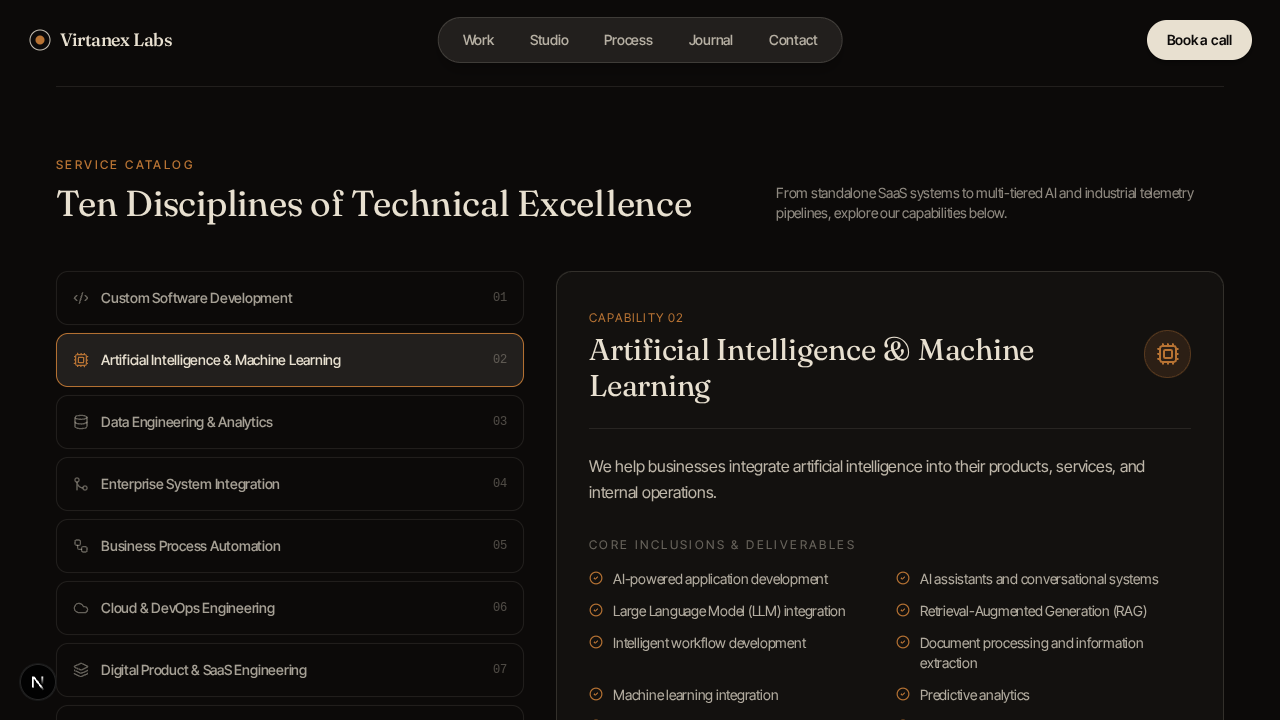 Virtanex Labs
Work
Studio
Process
Journal
Contact
Book a call
SERVICE CATALOG
Ten Disciplines of Technical Excellence
From standalone SaaS systems to multi-tiered AI and industrial telemetry
pipelines, explore our capabilities below.
Custom Software Development 01
Artificial Intelligence & Machine Learning 02
Data Engineering & Analytics 03
Enterprise System Integration 04
Business Process Automation 05
Cloud & DevOps Engineering 06
Digital Product & SaaS Engineering 07
N
CAPABILITY 02
Artificial Intelligence & Machine
Learning
We help businesses integrate artificial intelligence into their products, services, and
internal operations.
CORE INCLUSIONS & DELIVERABLES
AI-powered application development
AI assistants and conversational systems
Large Language Model (LLM) integration
Retrieval-Augmented Generation (RAG)
Intelligent workflow development
Document processing and information
extraction
Machine learning integration
Predictive analytics